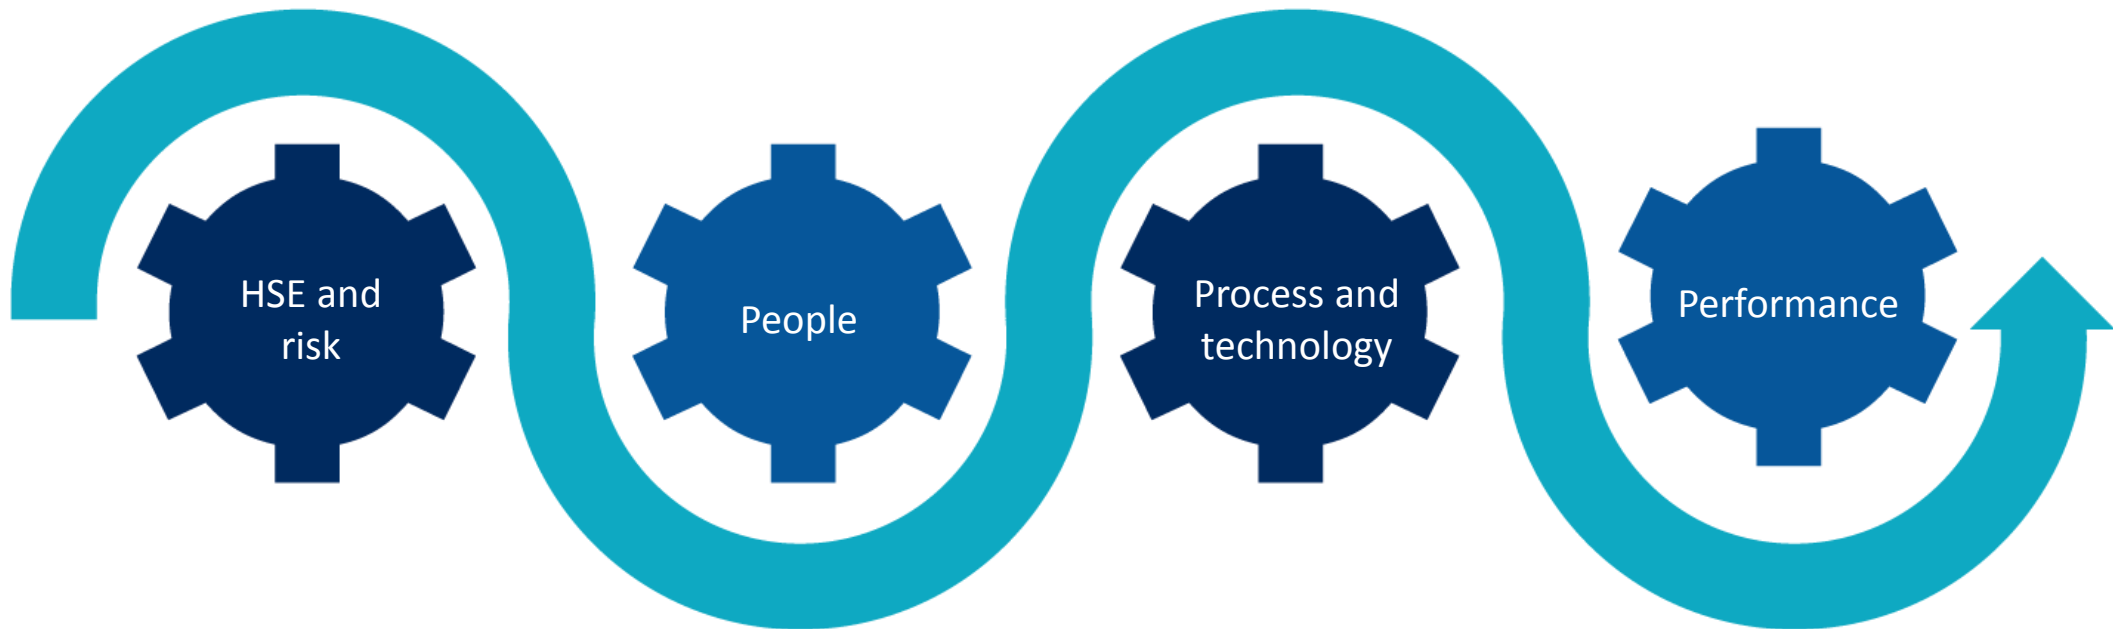 HSE and
risk
People
Process and
technology
Performance